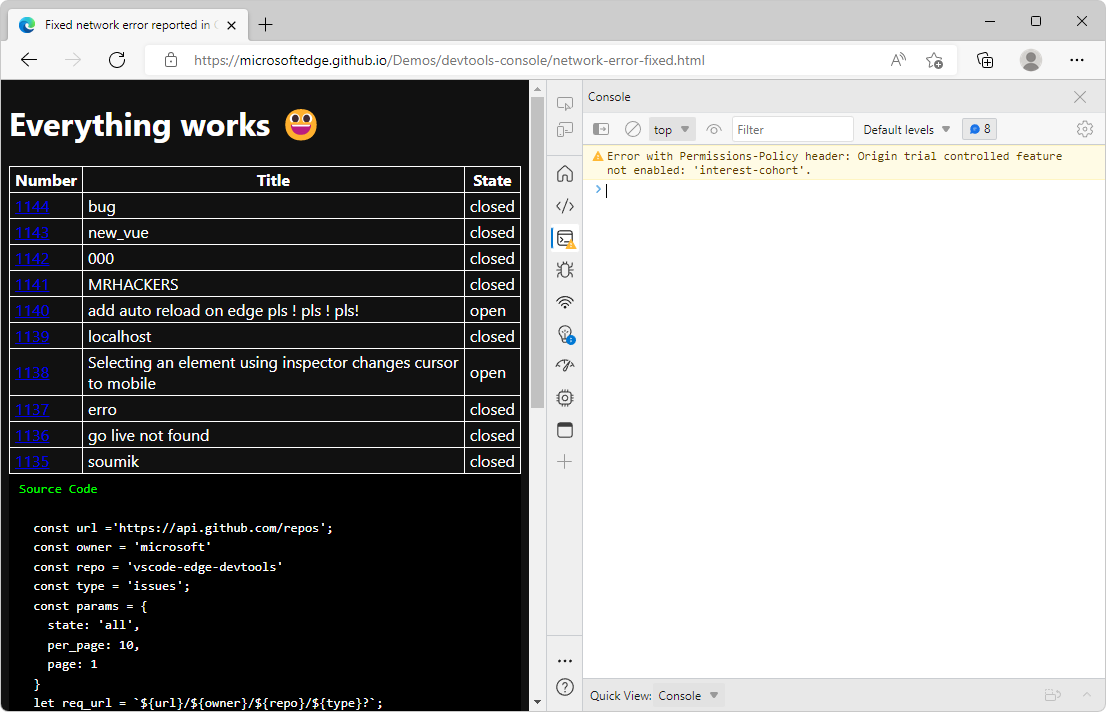 Fixed network error reported in C
https://microsoftedge.github.io/Demos/devtools-console/network-error-fixed.html
Everything works
Number Title State
1144 bug closed
1143 new_vue closed
1142 000 closed
1141 MRHACKERS closed
1140 add auto reload on edge pls ! pls ! pls! open
1139 localhost closed
1138 Selecting an element using inspector changes cursor
to mobile open
1137 erro closed
1136 go live not found closed
1135 soumik closed
Source Code
const url ='https://api.github.com/repos';
const owner = 'microsoft'
const repo = 'vscode-edge-devtools'
const type = 'issues';
const params = {
state: 'all',
per_page: 10,
page: 1
}
let req_url = `${url}/${owner}/${repo}/${type}?`;
Console
top Filter Default levels 8
Error with Permissions-Policy header: Origin trial controlled feature
not enabled: 'interest-cohort'.
Quick View: Console